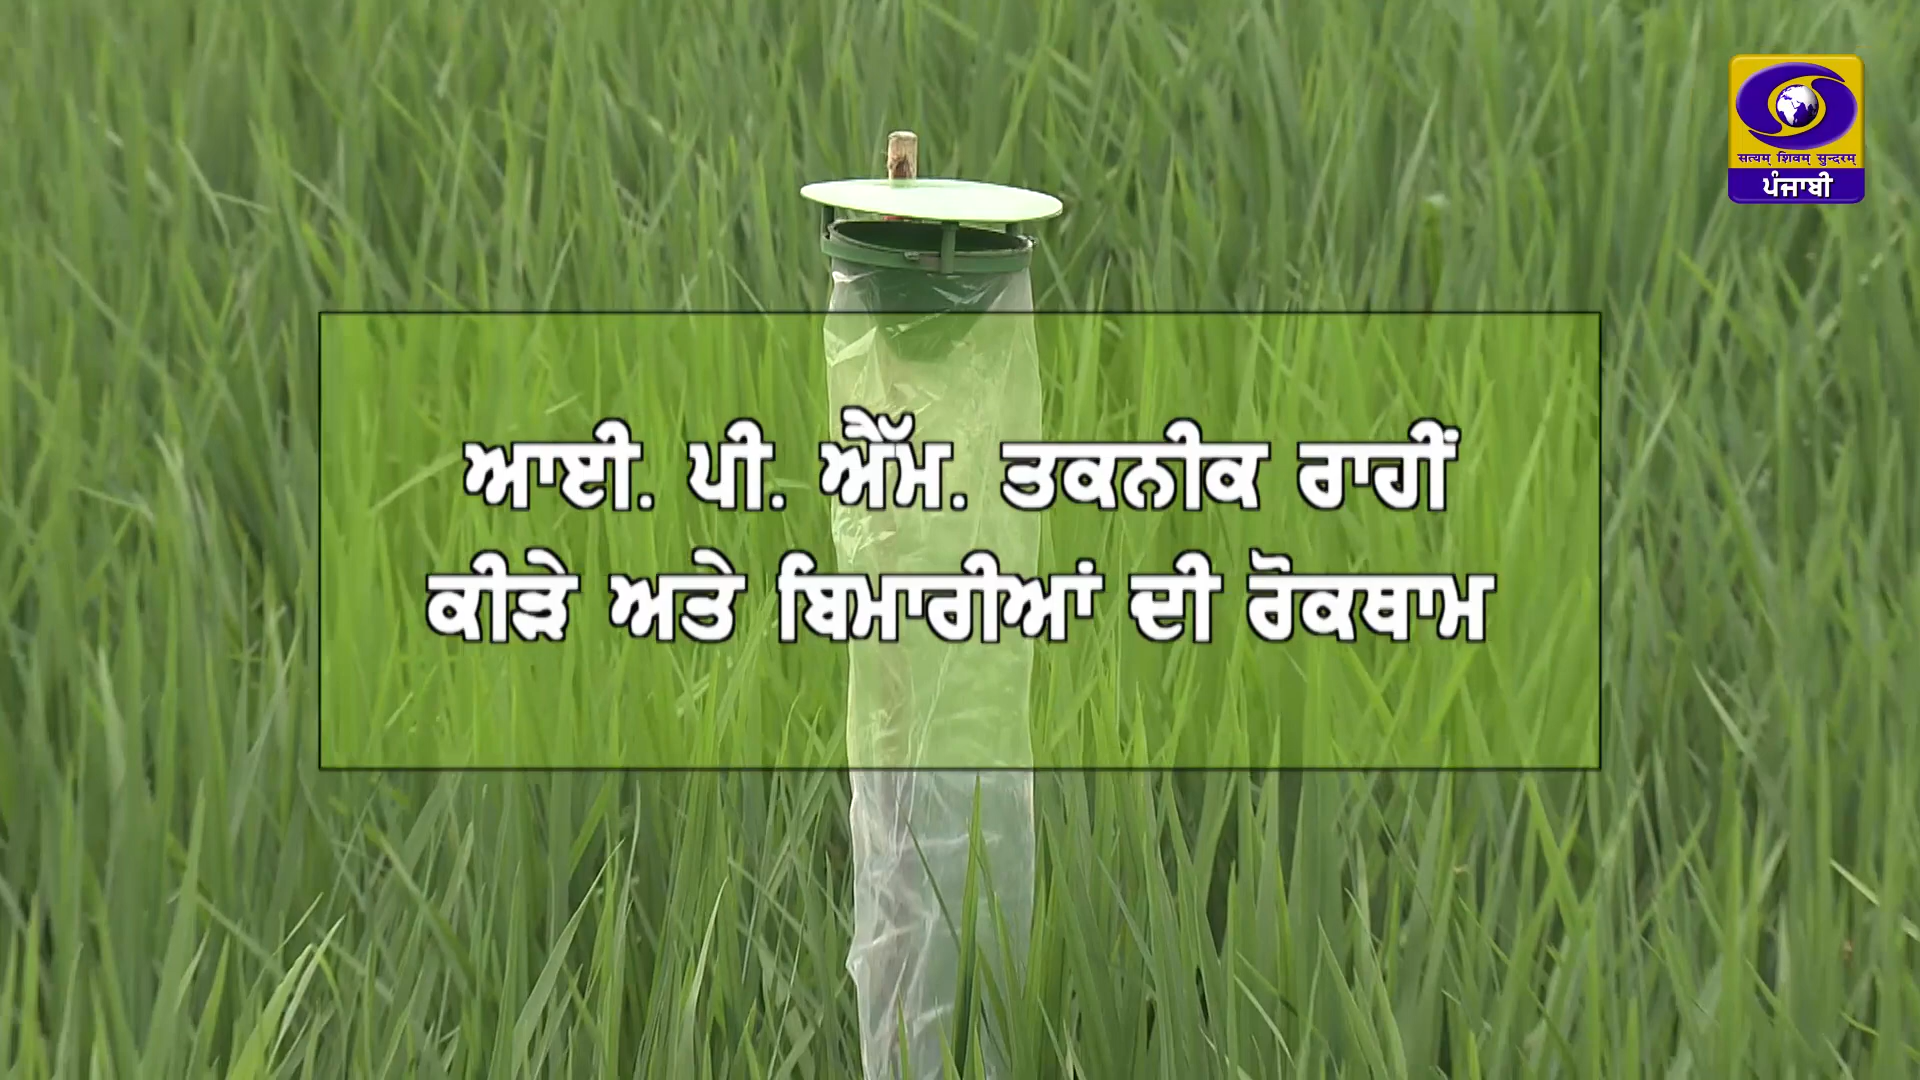 सत्यम् शिवम् सुन्दरम्
ਪੰਜਾਬੀ
ਆਈ. ਪੀ. ਐੱਮ. ਤਕਨੀਕ ਰਾਹੀਂ
ਕੀੜੇ ਅਤੇ ਬਿਮਾਰੀਆਂ ਦੀ ਰੋਕਥਾਮ